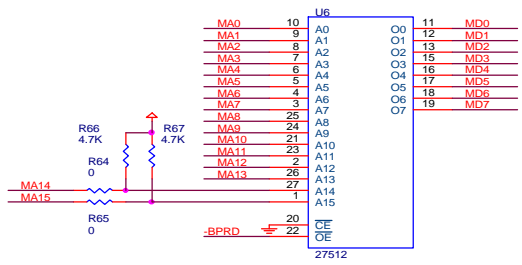 U6
MA0 10 A0 O0 11 MD0
MA1 9 A1 O1 12 MD1
MA2 8 A2 O2 13 MD2
MA3 7 A3 O3 15 MD3
MA4 6 A4 O4 16 MD4
MA5 5 A5 O5 17 MD5
MA6 4 A6 O6 18 MD6
MA7 3 A7 O7 19 MD7
MA8 25 A8
MA9 24 A9
MA10 21 A10
MA11 23 A11
MA12 2 A12
MA13 26 A13
R66 R67
4.7K 4.7K
R64
0
MA14 27 A14
MA15 1 A15
R65
0
20 CE
-BPRD 22 OE
27512